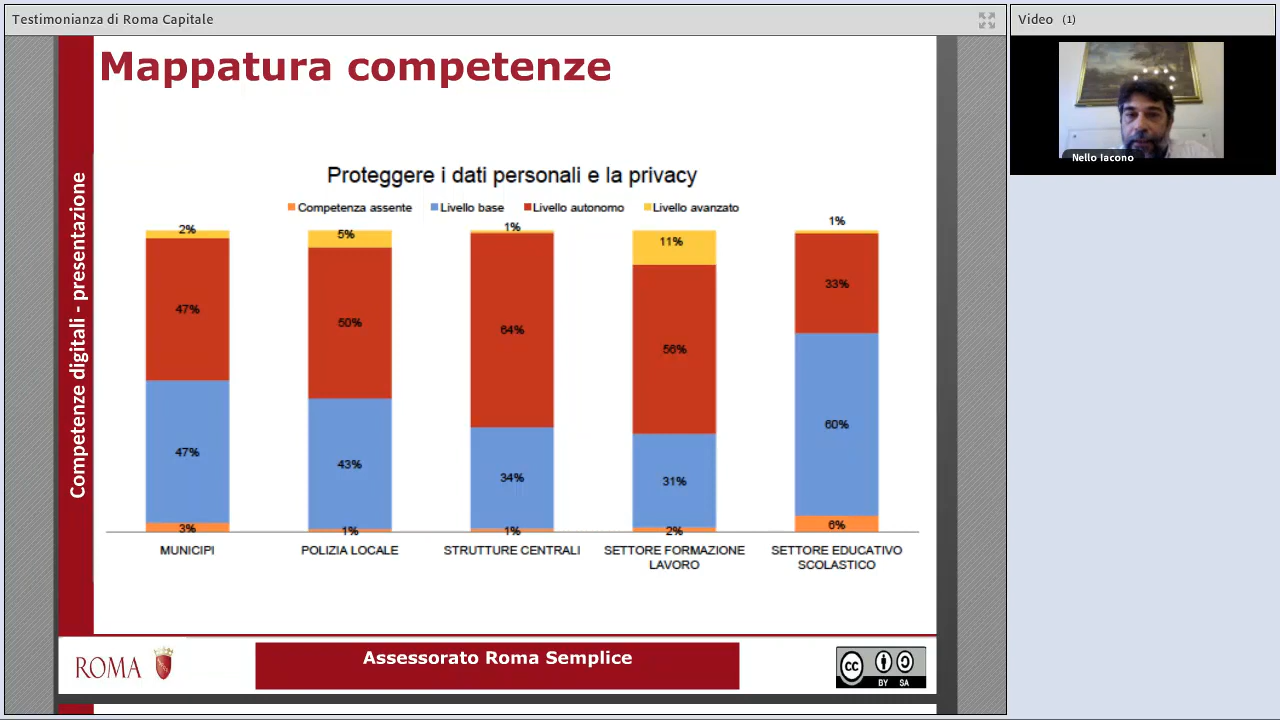 Testimonianza di Roma Capitale
Video (1)
Nello Iacono
Mappatura competenze
Competenze digitali - presentazione
Proteggere i dati personali e la privacy
Competenza assente Livello base Livello autonomo Livello avanzato
2% 5% 1% 11% 1%
47% 50% 64% 56% 33%
47% 43% 34% 31% 60%
3% 1% 1% 2% 6%
MUNICIPI POLIZIA LOCALE STRUTTURE CENTRALI SETTORE FORMAZIONE SETTORE EDUCATIVO
LAVORO SCOLASTICO
ROMA
Assessorato Roma Semplice
cc
BY SA